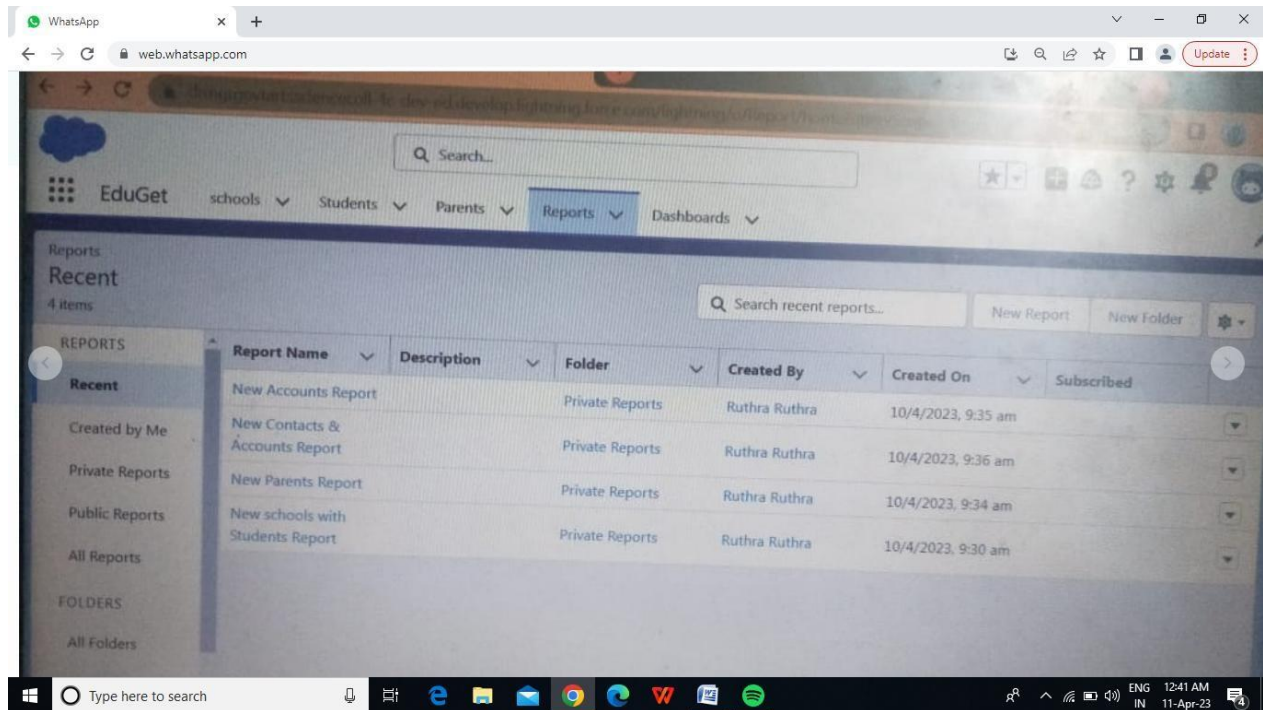 WhatsApp
web.whatsapp.com
Update
Search...
EduGet
schools
Students
Parents
Reports
Dashboards
Reports
Recent
4 items
Search recent reports...
New Report
New Folder
REPORTS
Recent
Created by Me
Private Reports
Public Reports
All Reports
FOLDERS
All Folders
Report Name Description Folder Created By Created On Subscribed
New Accounts Report Private Reports Ruthra Ruthra 10/4/2023, 9:35 am
New Contacts &
Accounts Report Private Reports Ruthra Ruthra 10/4/2023, 9:36 am
New Parents Report Private Reports Ruthra Ruthra 10/4/2023, 9:34 am
New schools with
Students Report Private Reports Ruthra Ruthra 10/4/2023, 9:30 am
Type here to search
ENG
IN
12:41 AM
11-Apr-23
4